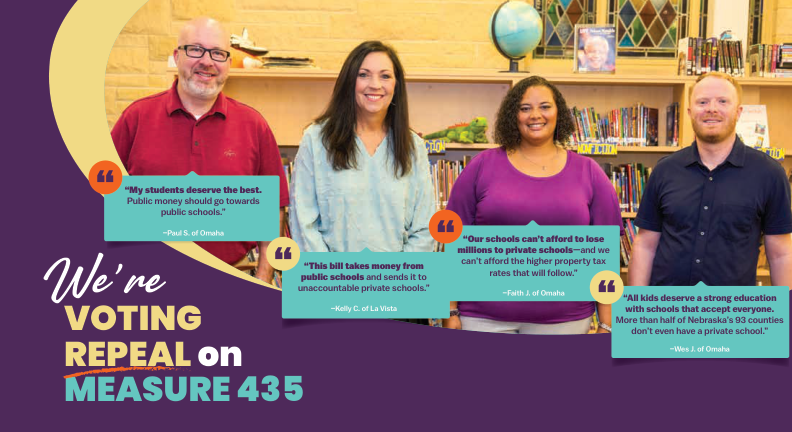 “My students deserve the best.
Public money should go towards
public schools.”
–Paul S. of Omaha
“This bill takes money from
public schools and sends it to
unaccountable private schools.”
–Kelly C. of La Vista
“Our schools can’t afford to lose
millions to private schools—and we
can’t afford the higher property tax
rates that will follow.”
–Faith J. of Omaha
“All kids deserve a strong education
with schools that accept everyone.
More than half of Nebraska’s 93 counties
don’t even have a private school.”
–Wes J. of Omaha
NONFICTION
We’re
VOTING
REPEAL on
MEASURE 435